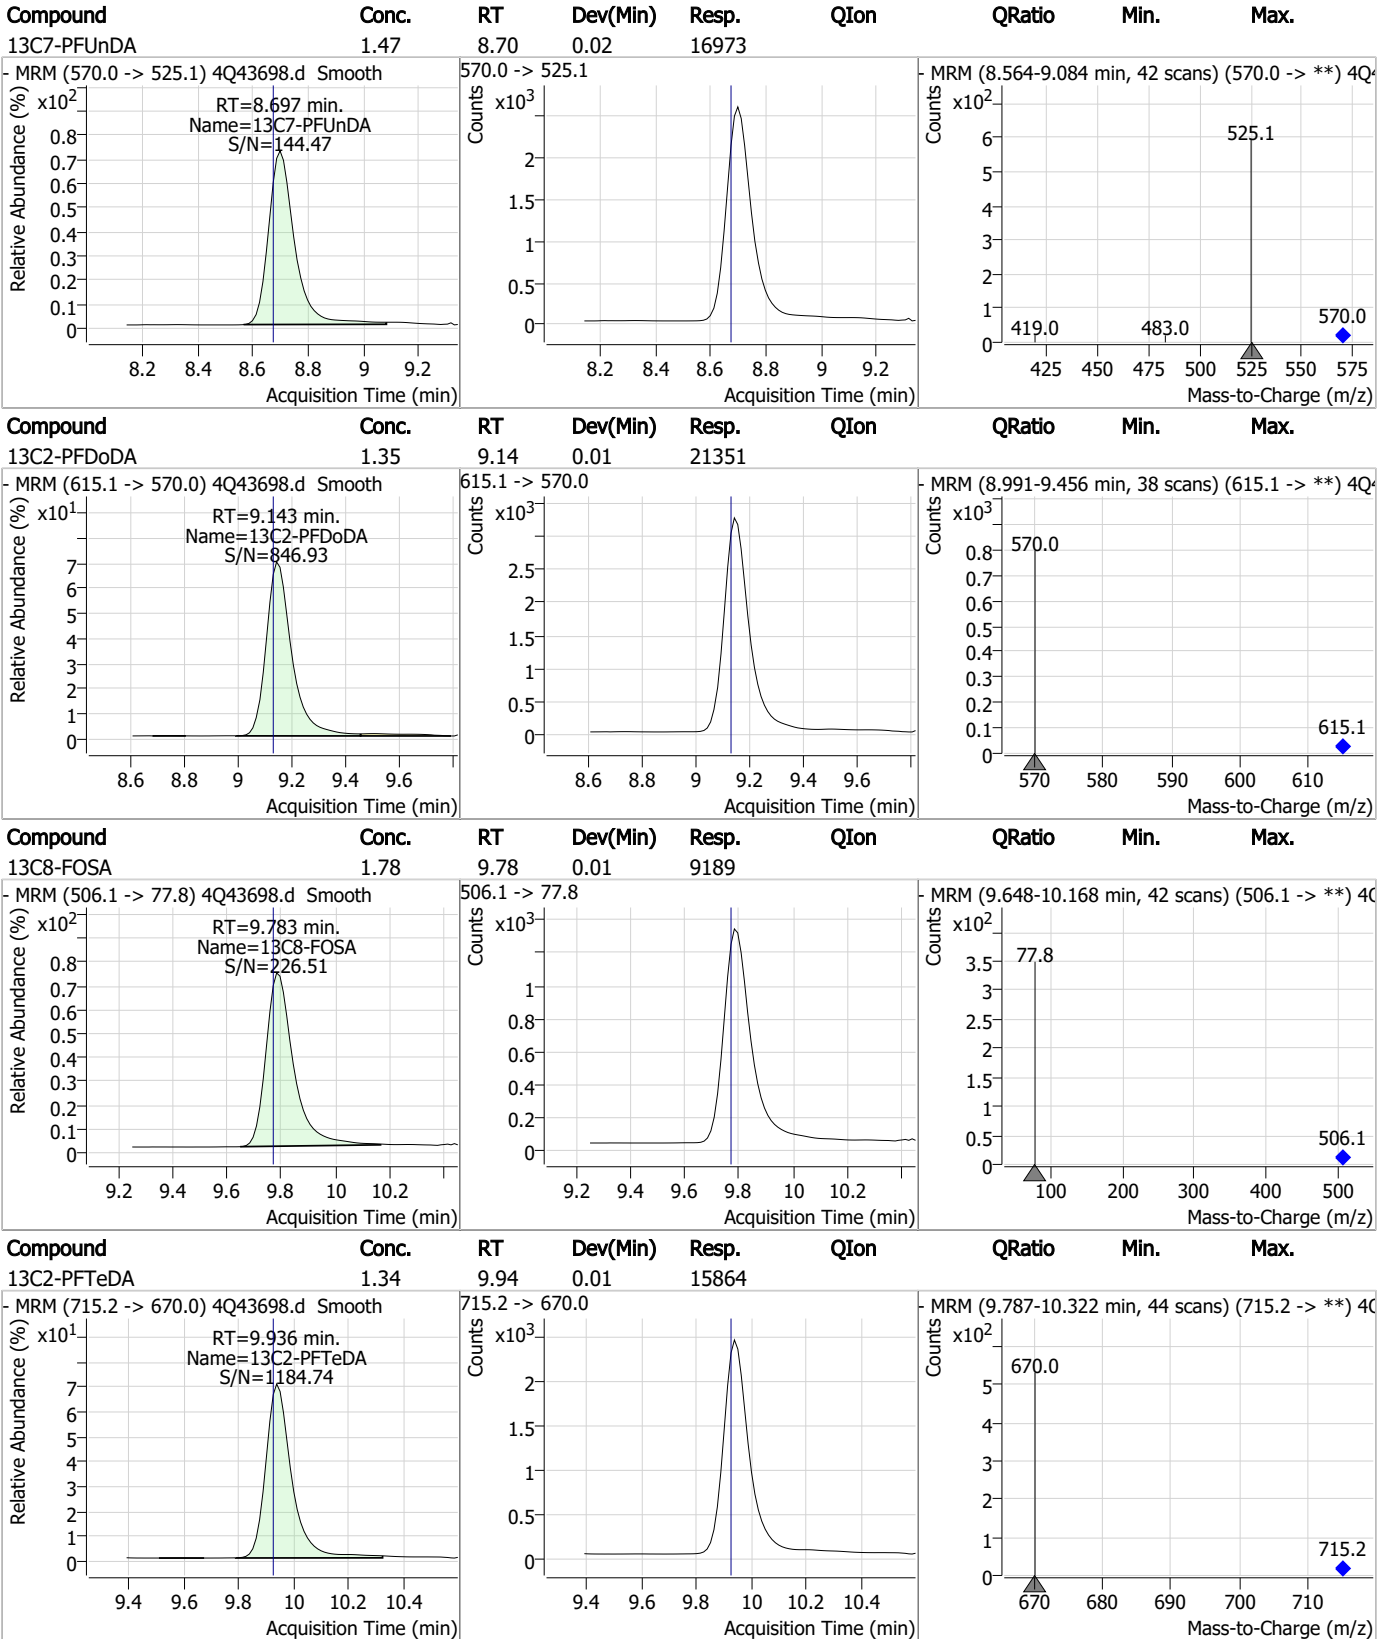 Compound Conc. RT Dev(Min) Resp. QIon QRatio Min. Max.
13C7-PFUnDA 1.47 8.70 0.02 16973
- MRM (570.0 -> 525.1) 4Q43698.d Smooth
Relative Abundance (%)
x10²
RT=8.697 min.
Name=13C7-PFUnDA
S/N=144.47
0.8
0.7
0.6
0.5
0.4
0.3
0.2
0.1
0
8.2 8.4 8.6 8.8 9 9.2
Acquisition Time (min)
570.0 -> 525.1
Counts
x10³
2
1.5
1
0.5
0
8.2 8.4 8.6 8.8 9 9.2
Acquisition Time (min)
- MRM (8.564-9.084 min, 42 scans) (570.0 -> **) 4Q4
Counts
x10²
6
5
4
3
2
1
0
525.1
419.0 483.0 570.0
425 450 475 500 525 550 575
Mass-to-Charge (m/z)
Compound Conc. RT Dev(Min) Resp. QIon QRatio Min. Max.
13C2-PFDoDA 1.35 9.14 0.01 21351
- MRM (615.1 -> 570.0) 4Q43698.d Smooth
Relative Abundance (%)
x10¹
RT=9.143 min.
Name=13C2-PFDoDA
S/N=846.93
7
6
5
4
3
2
1
0
8.6 8.8 9 9.2 9.4 9.6
Acquisition Time (min)
615.1 -> 570.0
Counts
x10³
2.5
2
1.5
1
0.5
0
8.6 8.8 9 9.2 9.4 9.6
Acquisition Time (min)
- MRM (8.991-9.456 min, 38 scans) (615.1 -> **) 4Q4
Counts
x10³
0.8
0.7
0.6
0.5
0.4
0.3
0.2
0.1
0
570.0
615.1
570 580 590 600 610
Mass-to-Charge (m/z)
Compound Conc. RT Dev(Min) Resp. QIon QRatio Min. Max.
13C8-FOSA 1.78 9.78 0.01 9189
- MRM (506.1 -> 77.8) 4Q43698.d Smooth
Relative Abundance (%)
x10²
RT=9.783 min.
Name=13C8-FOSA
S/N=226.51
0.8
0.7
0.6
0.5
0.4
0.3
0.2
0.1
0
9.2 9.4 9.6 9.8 10 10.2
Acquisition Time (min)
506.1 -> 77.8
Counts
x10³
1
0.8
0.6
0.4
0.2
0
9.2 9.4 9.6 9.8 10 10.2
Acquisition Time (min)
- MRM (9.648-10.168 min, 42 scans) (506.1 -> **) 4Q
Counts
x10²
3.5
3
2.5
2
1.5
1
0.5
0
77.8
506.1
100 200 300 400 500
Mass-to-Charge (m/z)
Compound Conc. RT Dev(Min) Resp. QIon QRatio Min. Max.
13C2-PFTeDA 1.34 9.94 0.01 15864
- MRM (715.2 -> 670.0) 4Q43698.d Smooth
Relative Abundance (%)
x10¹
RT=9.936 min.
Name=13C2-PFTeDA
S/N=1184.74
7
6
5
4
3
2
1
0
9.4 9.6 9.8 10 10.2 10.4
Acquisition Time (min)
715.2 -> 670.0
Counts
x10³
2
1.5
1
0.5
0
9.4 9.6 9.8 10 10.2 10.4
Acquisition Time (min)
- MRM (9.787-10.322 min, 44 scans) (715.2 -> **) 4Q
Counts
x10²
5
4
3
2
1
0
670.0
715.2
670 680 690 700 710
Mass-to-Charge (m/z)